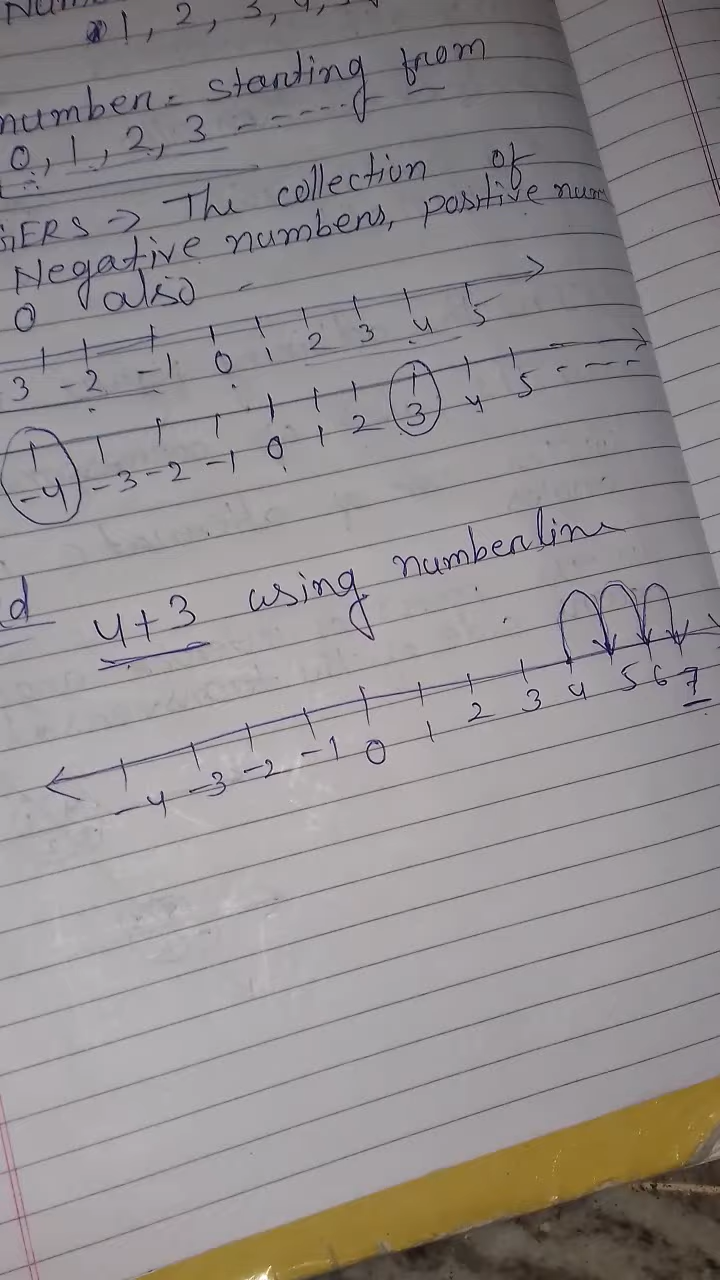 1, 2, 3, 4,
number = starting from
0, 1, 2, 3 - - - - - -
GERS → The collection of
Negative numbers, positive num
0 also -
3 -2 -1 0 1 2 3 4 5
-4 -3 -2 -1 0 1 2 3 4 5 - - - -
d 4+3 using numberline
-4 -3 -2 -1 0 1 2 3 4 5 6 7